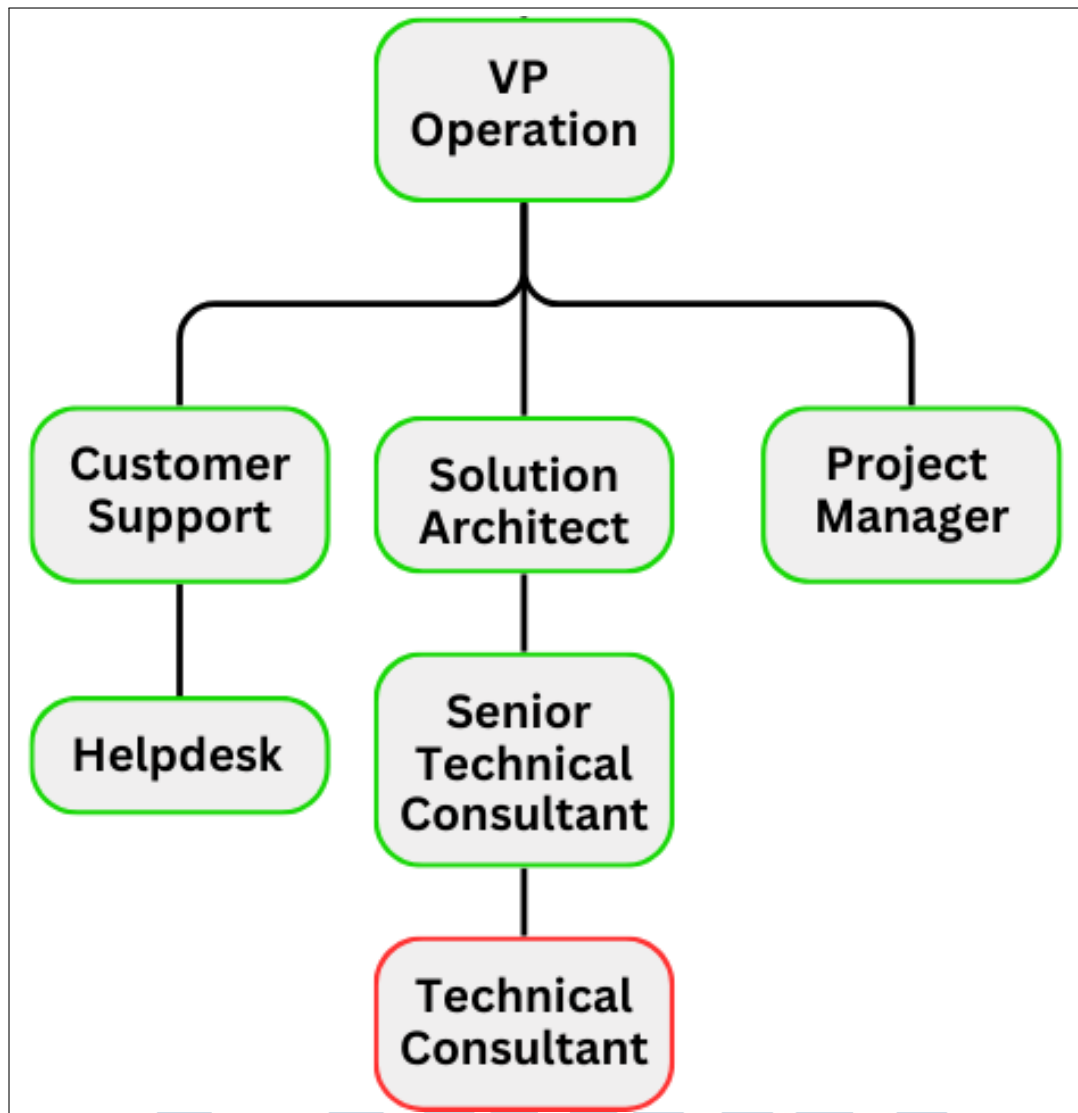 VP
Operation
Customer
Support
Solution
Architect
Project
Manager
Helpdesk
Senior
Technical
Consultant
Technical
Consultant